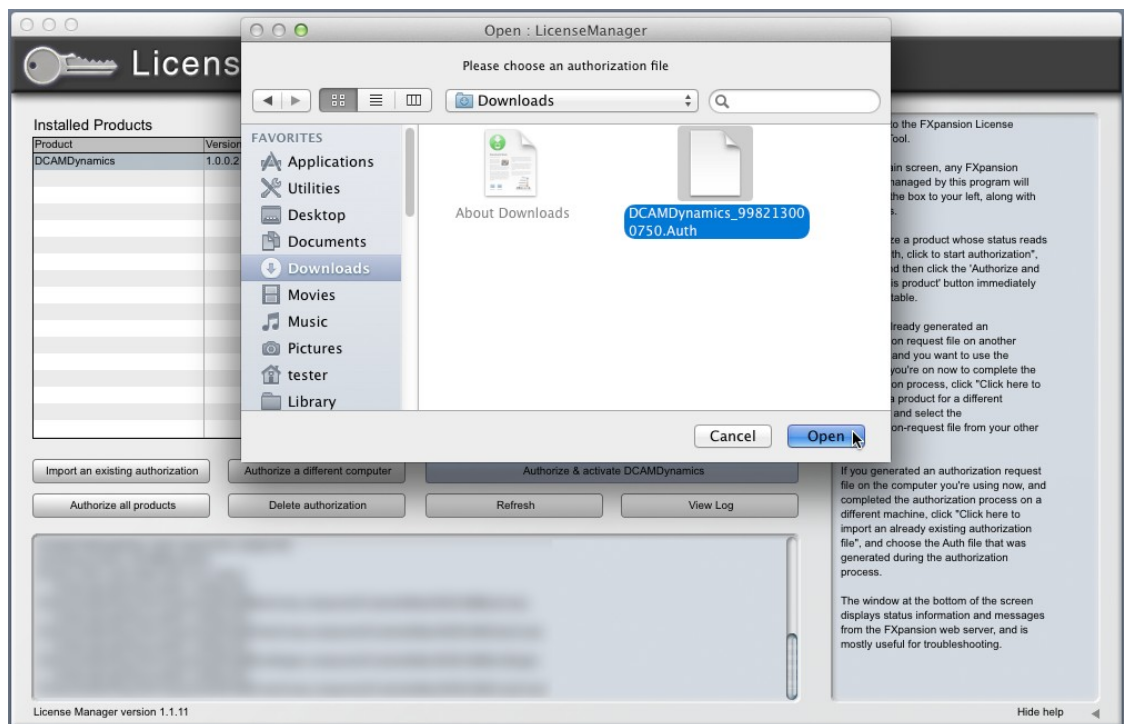 Open : LicenseManager
Please choose an authorization file
Licens
Downloads
Installed Products
Product Version
DCAMDynamics 1.0.0.2
FAVORITES
Applications
Utilities
Desktop
Documents
Downloads
Movies
Music
Pictures
tester
Library
About Downloads
DCAMDynamics_99821300
0750.Auth
Cancel
Open
Import an existing authorization
Authorize a different computer
Authorize & activate DCAMDynamics
Authorize all products
Delete authorization
Refresh
View Log
to the FXpansion License
ool.
ain screen, any FXpansion
managed by this program will
the box to your left, along with
s.
ze a product whose status reads
th, click to start authorization",
d then click the 'Authorize and
is product' button immediately
table.
lready generated an
on request file on another
and you want to use the
you're on now to complete the
on process, click "Click here to
a product for a different
and select the
on-request file from your other
If you generated an authorization request
file on the computer you're using now, and
completed the authorization process on a
different machine, click "Click here to
import an already existing authorization
file", and choose the Auth file that was
generated during the authorization
process.
The window at the bottom of the screen
displays status information and messages
from the FXpansion web server, and is
mostly useful for troubleshooting.
License Manager version 1.1.11
Hide help